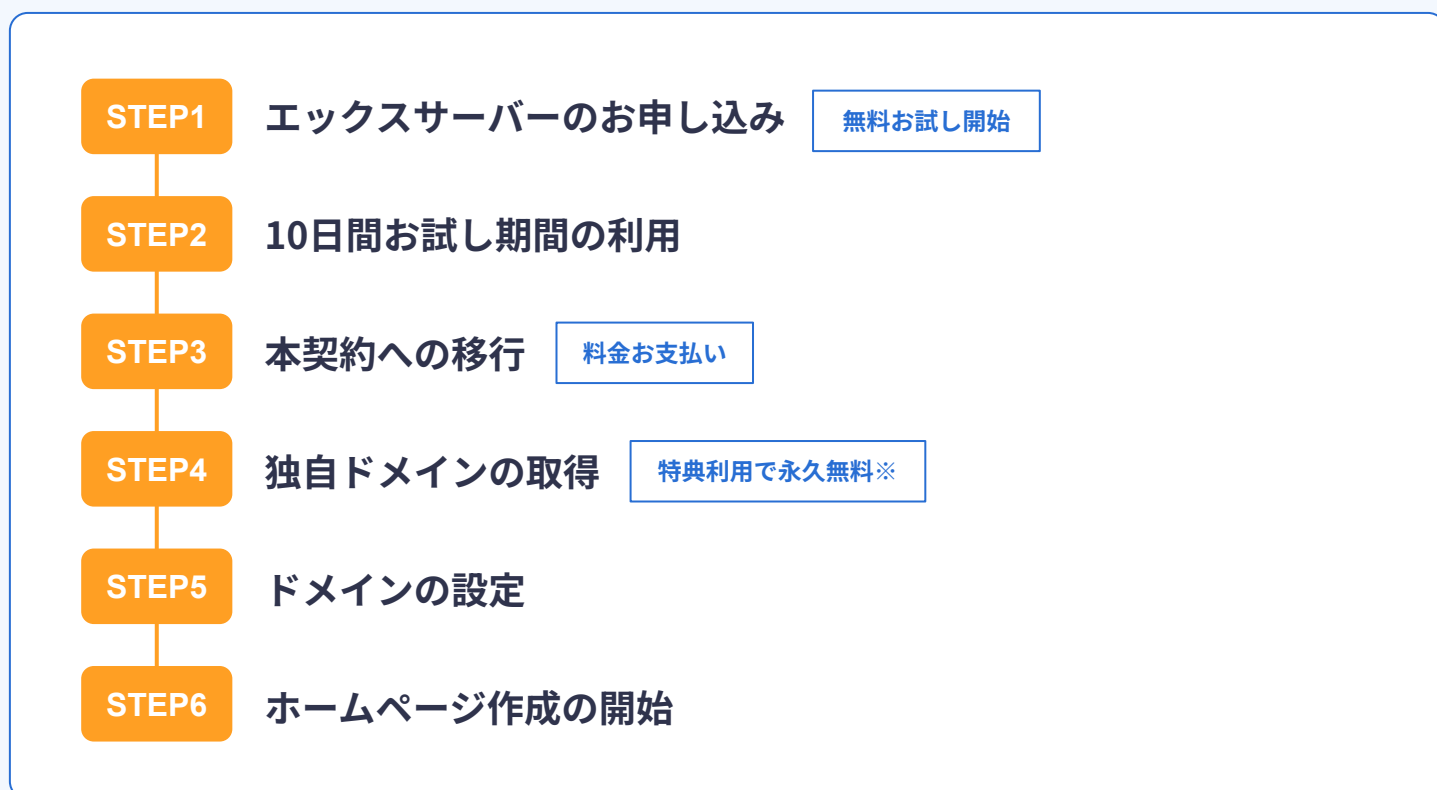 STEP1 エックスサーバーのお申し込み 無料お試し開始
STEP2 10日間お試し期間の利用
STEP3 本契約への移行 料金お支払い
STEP4 独自ドメインの取得 特典利用で永久無料※
STEP5 ドメインの設定
STEP6 ホームページ作成の開始